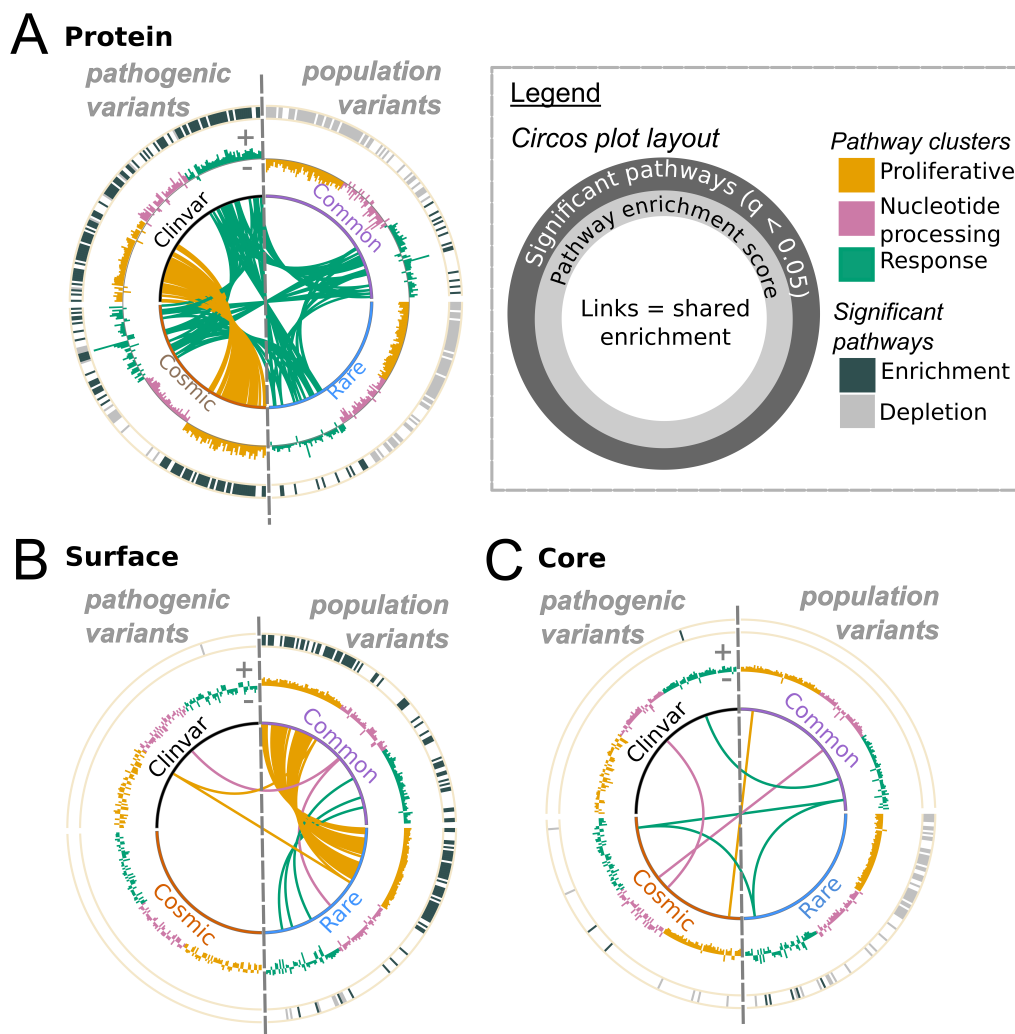 A Protein
pathogenic
variants
population
variants
+
-
Clinvar
Common
Cosmic
Rare
Legend
Circos plot layout
Significant pathways (q < 0.05)
Pathway enrichment score
Links = shared
enrichment
Pathway clusters
Proliferative
Nucleotide
processing
Response
Significant
pathways
Enrichment
Depletion
B Surface
pathogenic
variants
population
variants
+
-
Clinvar
Common
Cosmic
Rare
C Core
pathogenic
variants
population
variants
+
-
Clinvar
Common
Cosmic
Rare